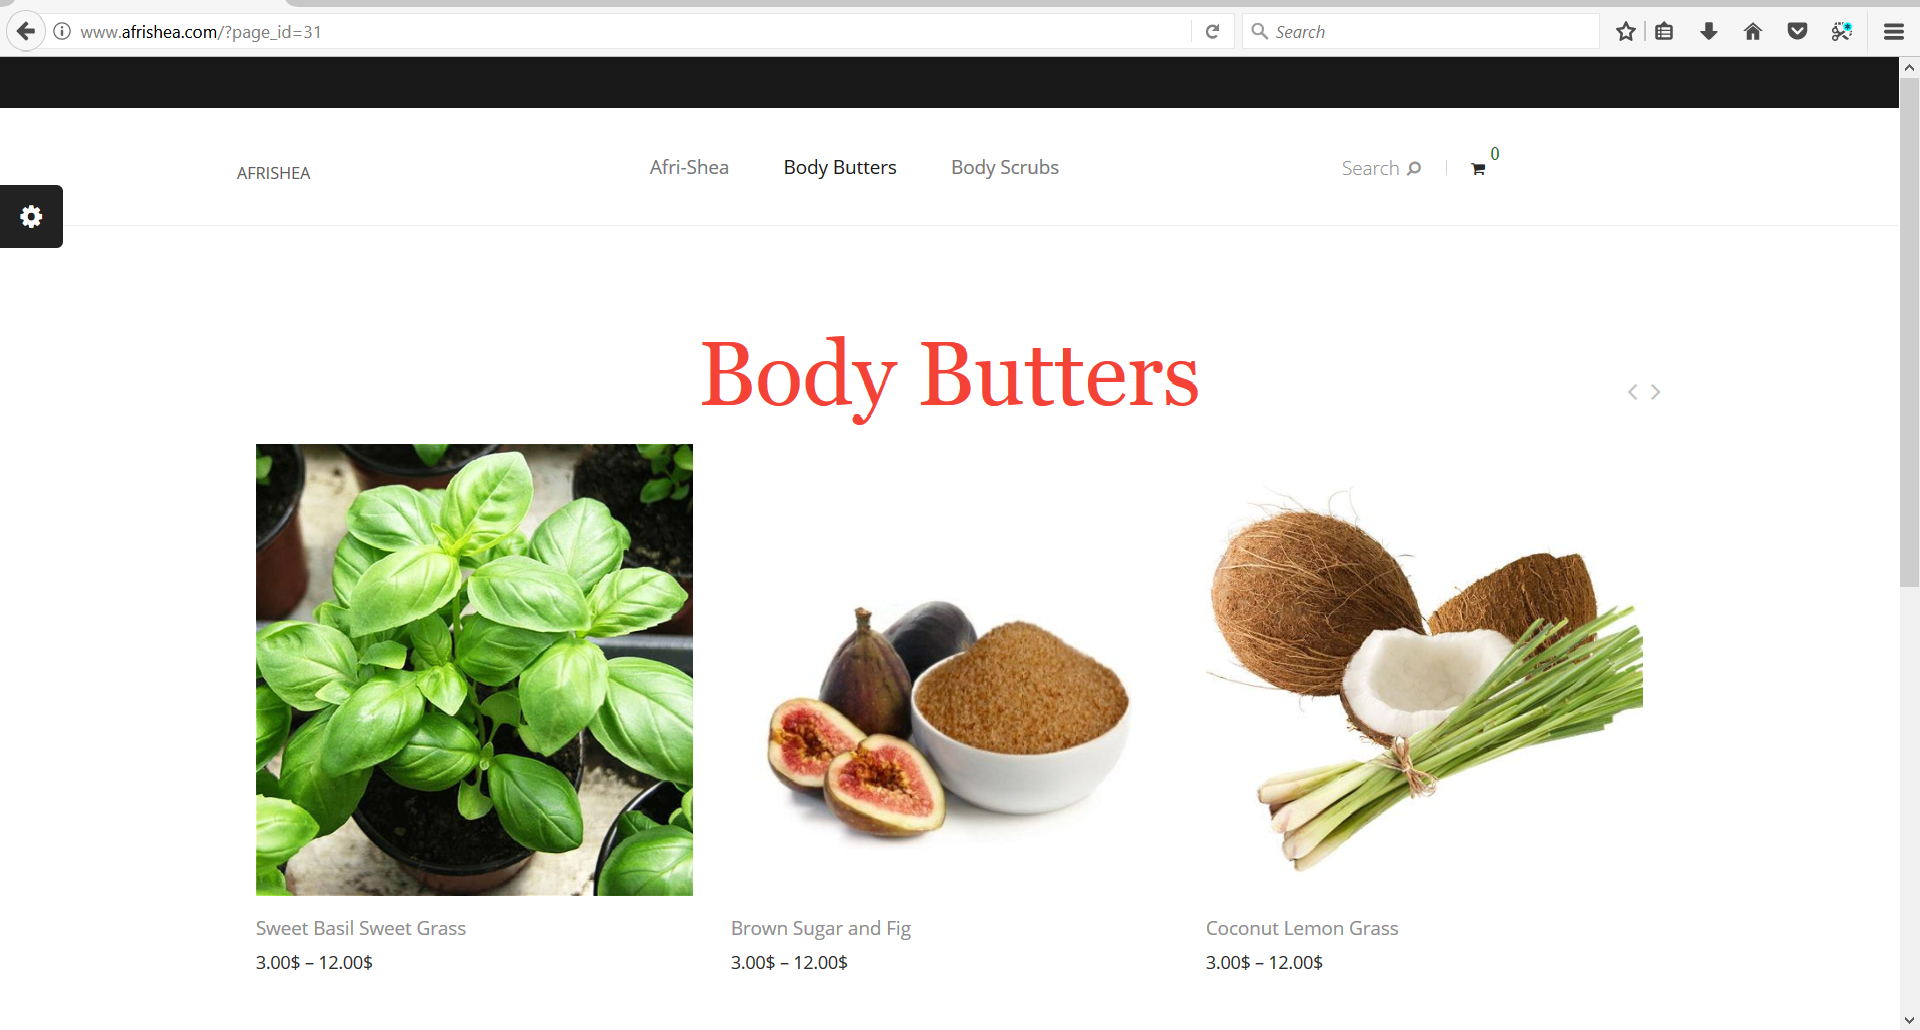 www.afrishea.com/?page_id=31
Search
AFRISHEA
Afri-Shea
Body Butters
Body Scrubs
Search
0
Body Butters
Sweet Basil Sweet Grass
3.00$ – 12.00$
Brown Sugar and Fig
3.00$ – 12.00$
Coconut Lemon Grass
3.00$ – 12.00$